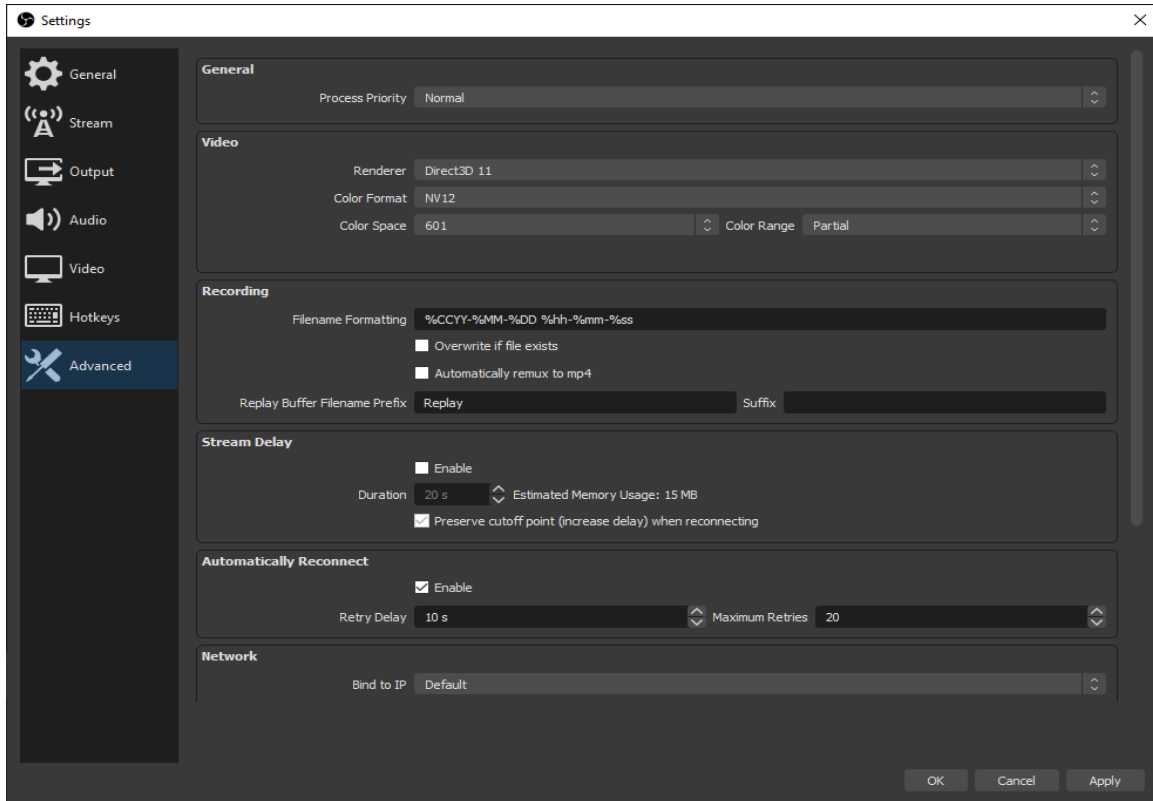 Settings
General
Stream
Output
Audio
Video
Hotkeys
Advanced
General
Process Priority Normal
Video
Renderer Direct3D 11
Color Format NV12
Color Space 601 Color Range Partial
Recording
Filename Formatting %CCYY-%MM-%DD %hh-%mm-%ss
Overwrite if file exists
Automatically remux to mp4
Replay Buffer Filename Prefix Replay Suffix
Stream Delay
Enable
Duration 20 s Estimated Memory Usage: 15 MB
Preserve cutoff point (increase delay) when reconnecting
Automatically Reconnect
Enable
Retry Delay 10 s Maximum Retries 20
Network
Bind to IP Default
OK Cancel Apply